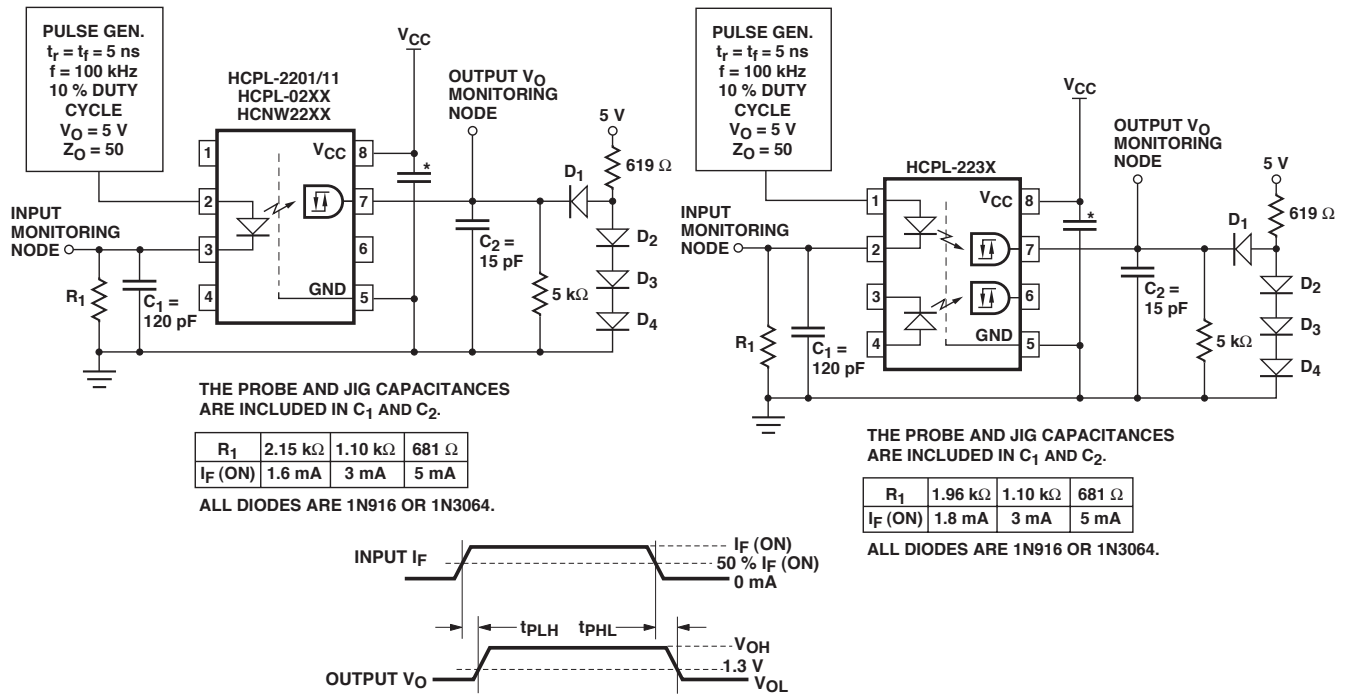 PULSE GEN.
tr = tf = 5 ns
f = 100 kHz
10 % DUTY
CYCLE
VO = 5 V
ZO = 50
HCPL-2201/11
HCPL-02XX
HCNW22XX
VCC
OUTPUT VO
MONITORING
NODE
5 V
619 Ω
D1
1
VCC 8
*
2
7
INPUT
MONITORING
NODE
3
6
C2 =
15 pF
D2
D3
D4
5 kΩ
4
GND 5
R1
C1 =
120 pF
THE PROBE AND JIG CAPACITANCES
ARE INCLUDED IN C1 AND C2.
R1 2.15 kΩ 1.10 kΩ 681 Ω
IF (ON) 1.6 mA 3 mA 5 mA
ALL DIODES ARE 1N916 OR 1N3064.
PULSE GEN.
tr = tf = 5 ns
f = 100 kHz
10 % DUTY
CYCLE
VO = 5 V
ZO = 50
HCPL-223X
VCC
OUTPUT VO
MONITORING
NODE
5 V
619 Ω
D1
1
VCC 8
*
INPUT
MONITORING
NODE
2
7
3
6
C2 =
15 pF
D2
D3
D4
5 kΩ
4
GND 5
R1
C1 =
120 pF
THE PROBE AND JIG CAPACITANCES
ARE INCLUDED IN C1 AND C2.
R1 1.96 kΩ 1.10 kΩ 681 Ω
IF (ON) 1.8 mA 3 mA 5 mA
ALL DIODES ARE 1N916 OR 1N3064.
INPUT IF
IF (ON)
50 % IF (ON)
0 mA
tPLH tPHL
OUTPUT VO
VOH
1.3 V
VOL